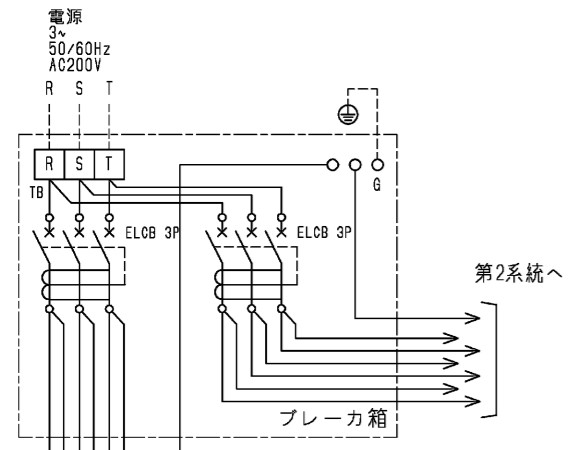 電源
3~
50/60Hz
AC200V
R S T
R S T
TB
G
ELCB 3P
ELCB 3P
第2系統へ
ブレーカ箱